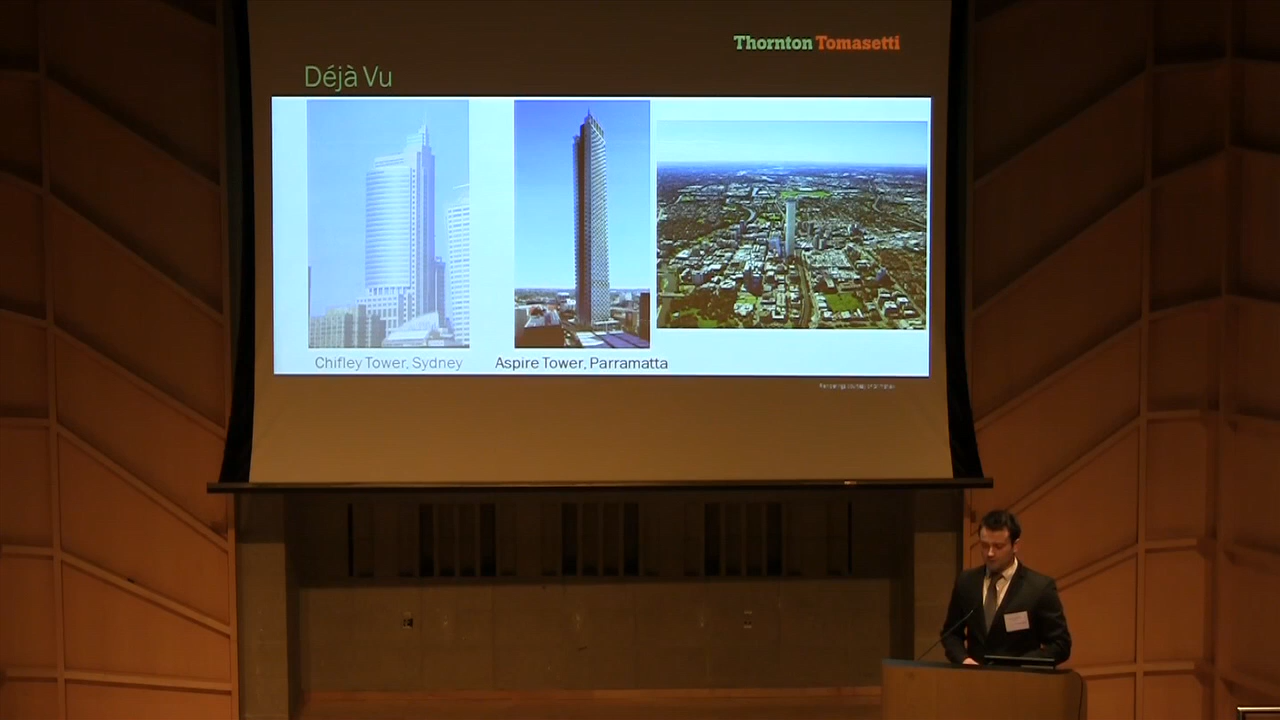 Thornton Tomasetti
Déjà Vu
Chifley Tower, Sydney
Aspire Tower, Parramatta